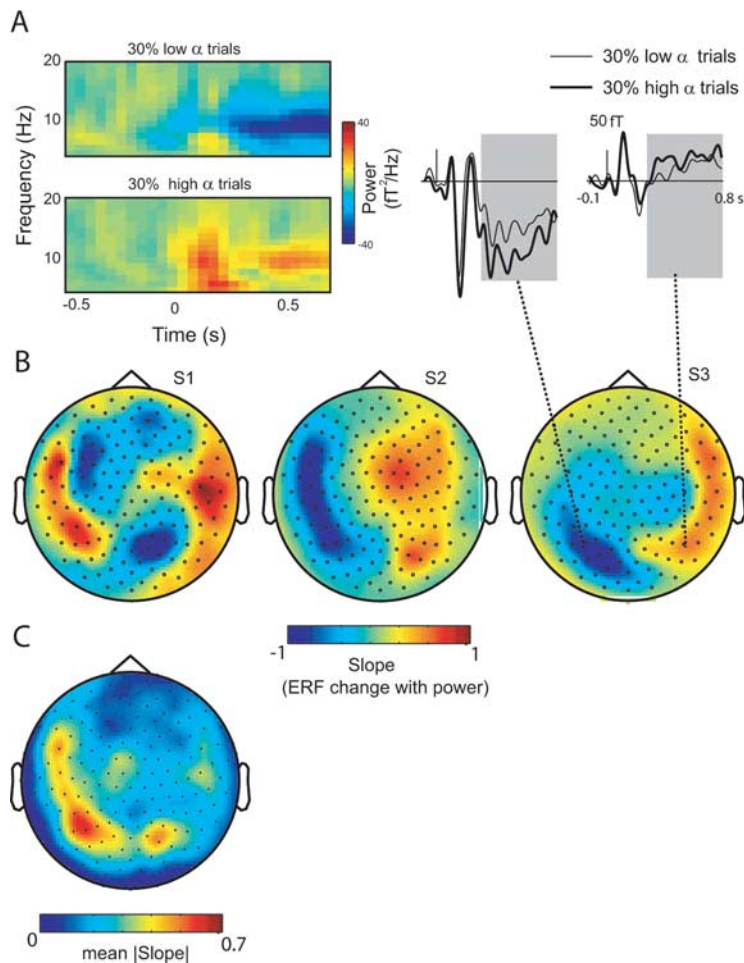 A
30% low α trials
20
10
Frequency (Hz)
30% high α trials
20
10
-0.5
0
0.5
Time (s)
40
Power
(fT²/Hz)
-40
30% low α trials
30% high α trials
50 fT
-0.1
0.8 s
B
S1
S2
S3
-1
1
Slope
(ERF change with power)
C
0
0.7
mean |Slope|